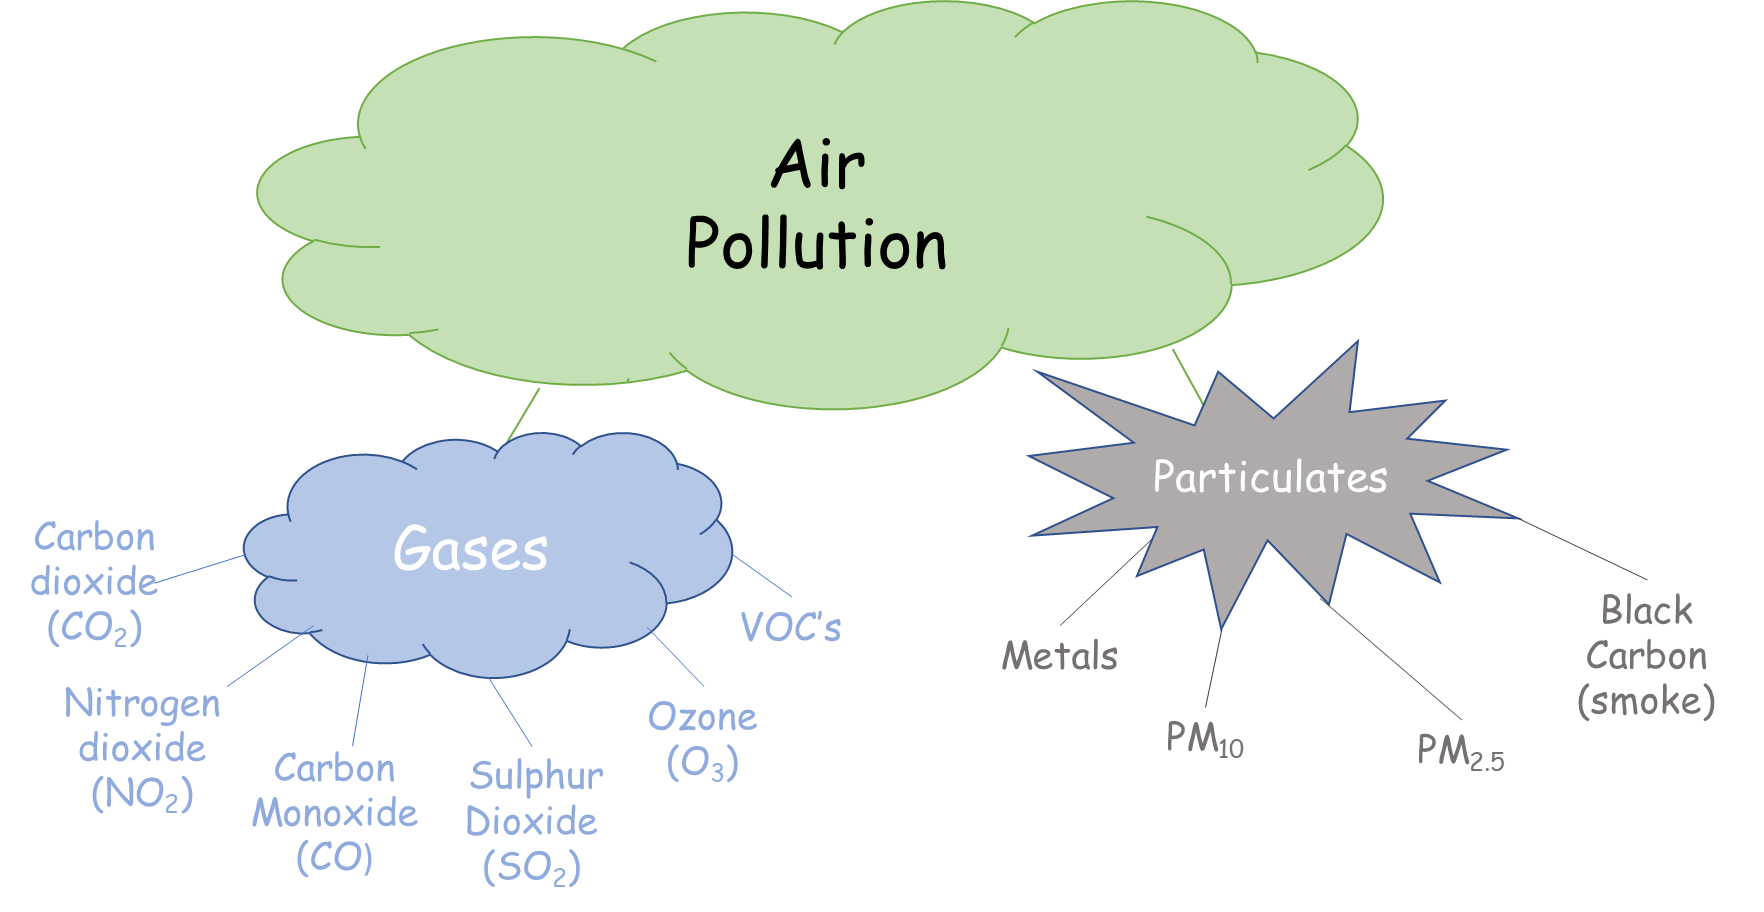 Air
Pollution
Gases
Particulates
Carbon
dioxide
(CO₂)
Nitrogen
dioxide
(NO₂)
Carbon
Monoxide
(CO)
Sulphur
Dioxide
(SO₂)
Ozone
(O₃)
VOC's
Metals
PM₁₀
PM₂.₅
Black
Carbon
(smoke)